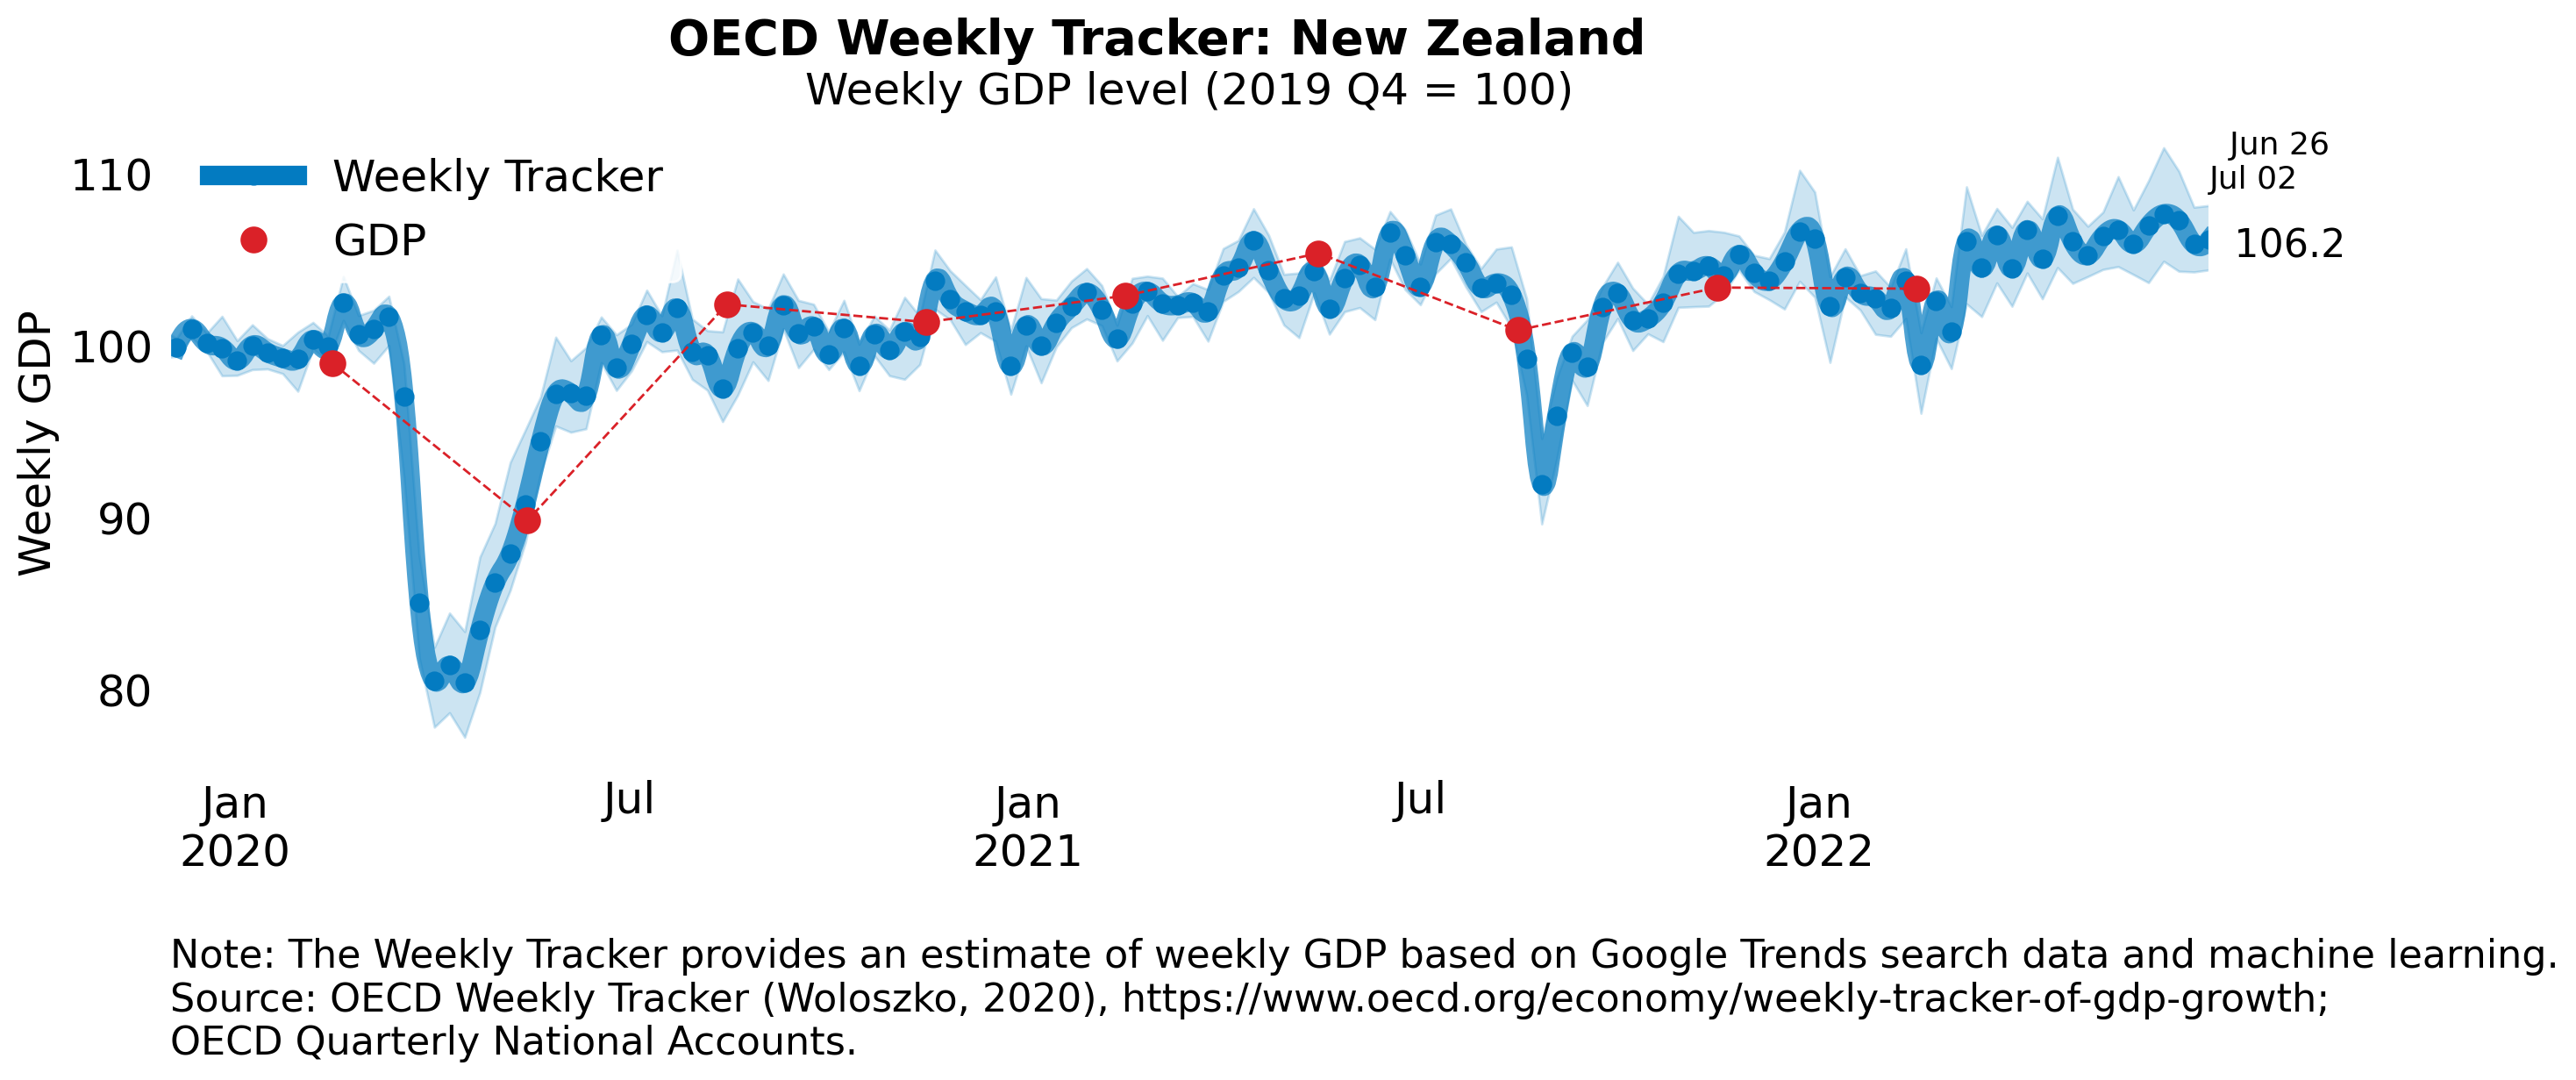 OECD Weekly Tracker: New Zealand
Weekly GDP level (2019 Q4 = 100)
Weekly Tracker
GDP
Jun 26
Jul 02
106.2
Weekly GDP
110
100
90
80
Jan
2020
Jul
Jan
2021
Jul
Jan
2022
Note: The Weekly Tracker provides an estimate of weekly GDP based on Google Trends search data and machine learning.
Source: OECD Weekly Tracker (Woloszko, 2020), https://www.oecd.org/economy/weekly-tracker-of-gdp-growth;
OECD Quarterly National Accounts.